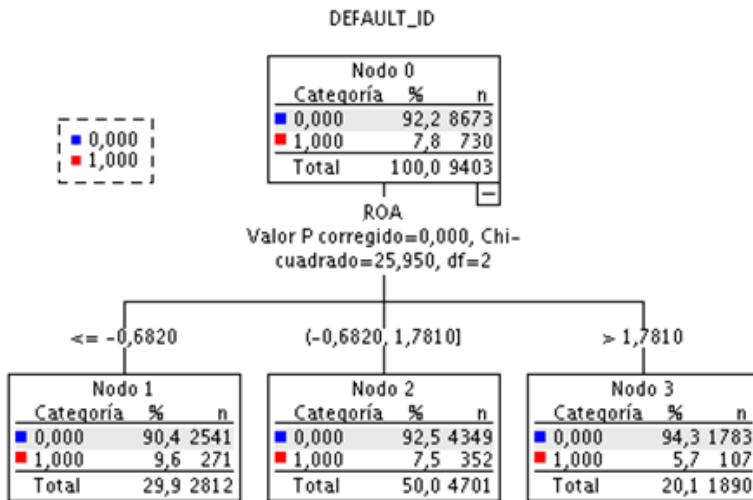 DEFAULT_ID
Nodo 0
Categoría % n
0,000 92,2 8673
1,000 7,8 730
Total 100,0 9403
0,000
1,000
ROA
Valor P corregido=0,000, Chi-
cuadrado=25,950, df=2
<= -0,6820
(-0,6820, 1,7810]
> 1,7810
Nodo 1
Categoría % n
0,000 90,4 2541
1,000 9,6 271
Total 29,9 2812
Nodo 2
Categoría % n
0,000 92,5 4349
1,000 7,5 352
Total 50,0 4701
Nodo 3
Categoría % n
0,000 94,3 1783
1,000 5,7 107
Total 20,1 1890